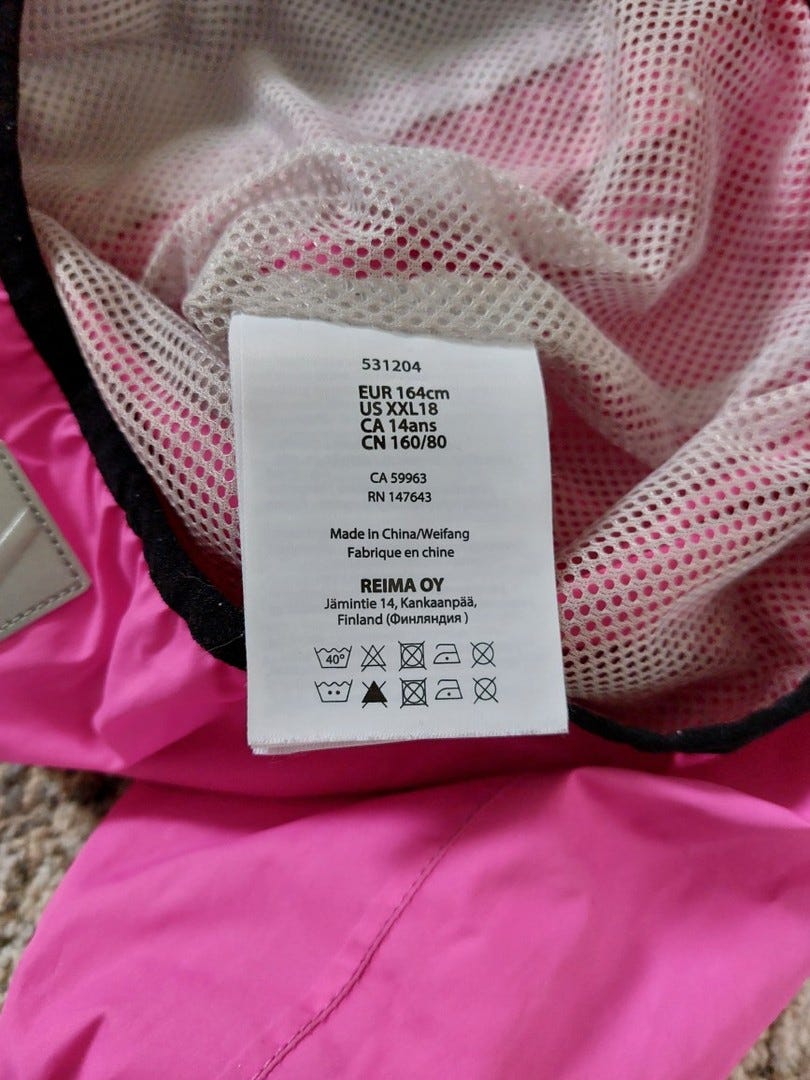 531204
EUR 164cm
US XXL18
CA 14ans
CN 160/80
CA 59963
RN 147643
Made in China/Weifang
Fabrique en chine
REIMA OY
Jämintie 14, Kankaanpää,
Finland (Финляндия )
40°